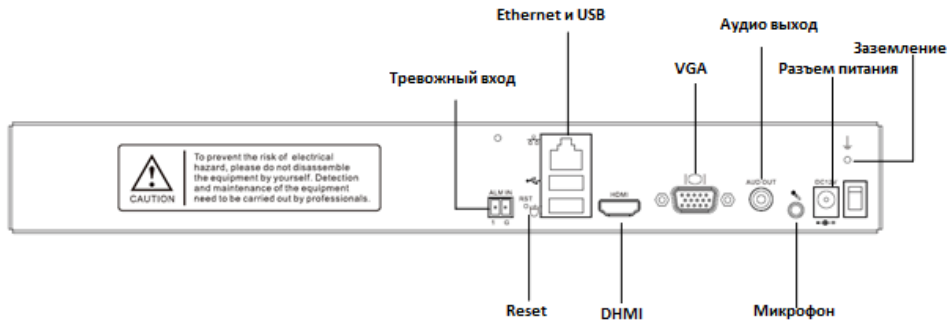 Ethernet и USB
Аудио выход
Заземление
Тревожный вход
VGA
Разъем питания
To prevent the risk of electrical
hazard, please do not disassemble
the equipment by yourself. Detection
and maintenance of the equipment
need to be carried out by professionals.
CAUTION
ALM IN
1 G
RST
HDMI
AUD OUT
DC12V
Reset
DHMI
Микрофон